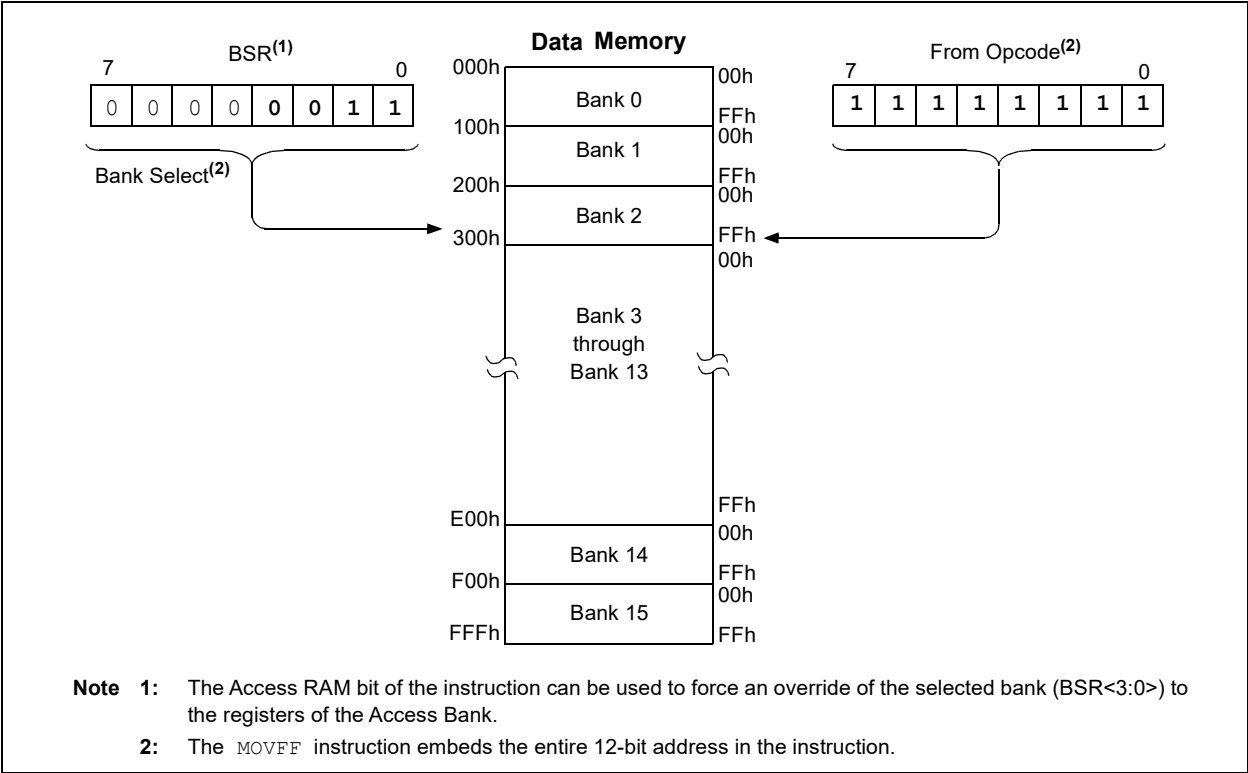 Data Memory
BSR(1)
7 0
0 0 0 0 0 0 1 1
Bank Select(2)
From Opcode(2)
7 0
1 1 1 1 1 1 1 1
000h
00h
Bank 0
FFh
100h
00h
Bank 1
FFh
200h
00h
Bank 2
FFh
300h
00h
Bank 3
through
Bank 13
FFh
E00h
00h
Bank 14
FFh
F00h
00h
Bank 15
FFFh
FFh
Note 1: The Access RAM bit of the instruction can be used to force an override of the selected bank (BSR<3:0>) to
the registers of the Access Bank.
2: The MOVFF instruction embeds the entire 12-bit address in the instruction.